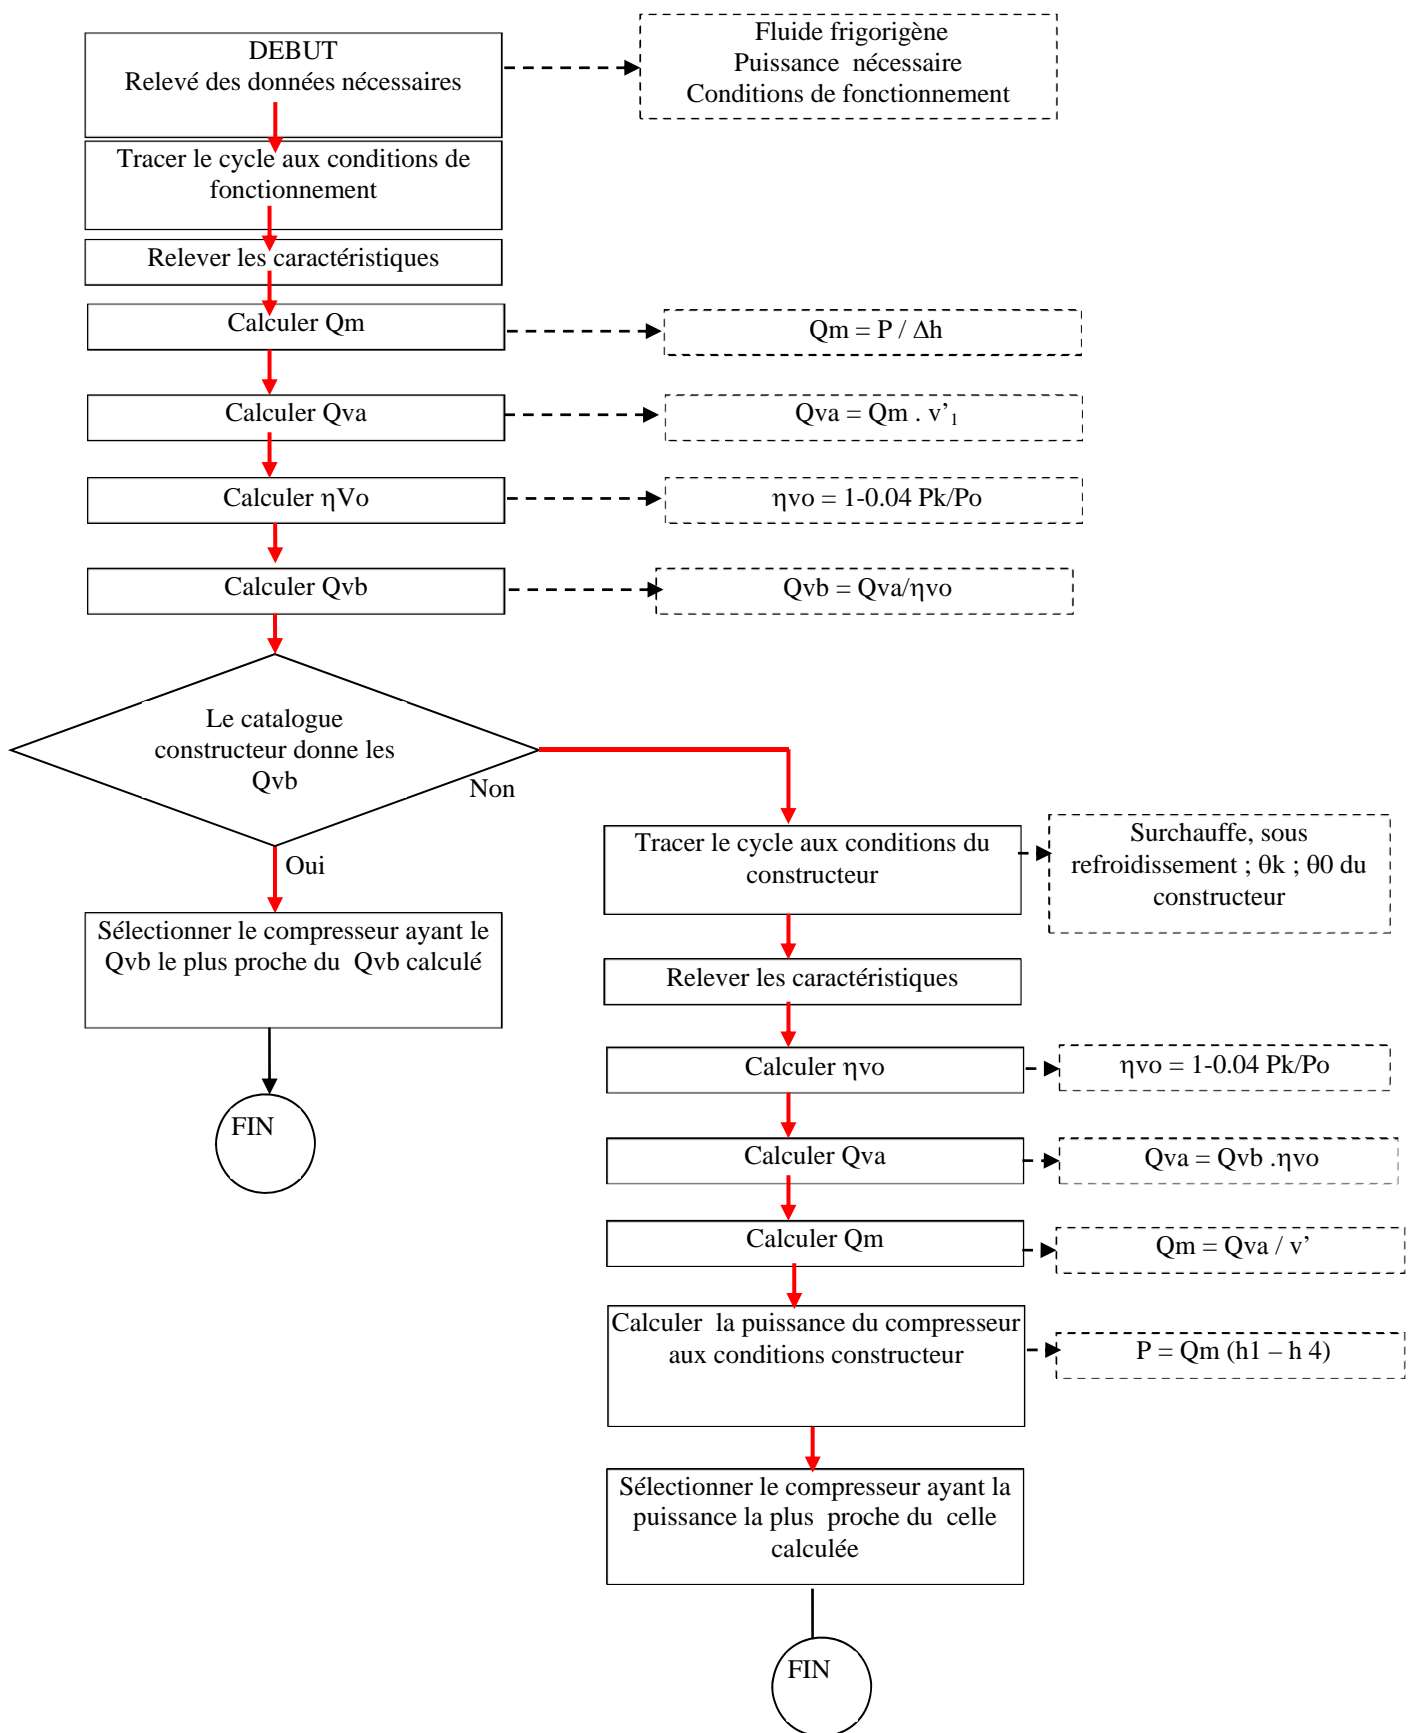 DEBUT
Relevé des données nécessaires
Fluide frigorigène
Puissance nécessaire
Conditions de fonctionnement
Tracer le cycle aux conditions de
fonctionnement
Relever les caractéristiques
Calculer Qm
Qm = P / Δh
Calculer Qva
Qva = Qm . v’₁
Calculer ηVo
ηvo = 1-0.04 Pk/Po
Calculer Qvb
Qvb = Qva/ηvo
Le catalogue
constructeur donne les
Qvb
Non
Oui
Sélectionner le compresseur ayant le
Qvb le plus proche du Qvb calculé
FIN
Tracer le cycle aux conditions du
constructeur
Surchauffe, sous
refroidissement ; θk ; θ0 du
constructeur
Relever les caractéristiques
Calculer ηvo
ηvo = 1-0.04 Pk/Po
Calculer Qva
Qva = Qvb .ηvo
Calculer Qm
Qm = Qva / v’
Calculer la puissance du compresseur
aux conditions constructeur
P = Qm (h1 – h 4)
Sélectionner le compresseur ayant la
puissance la plus proche du celle
calculée
FIN